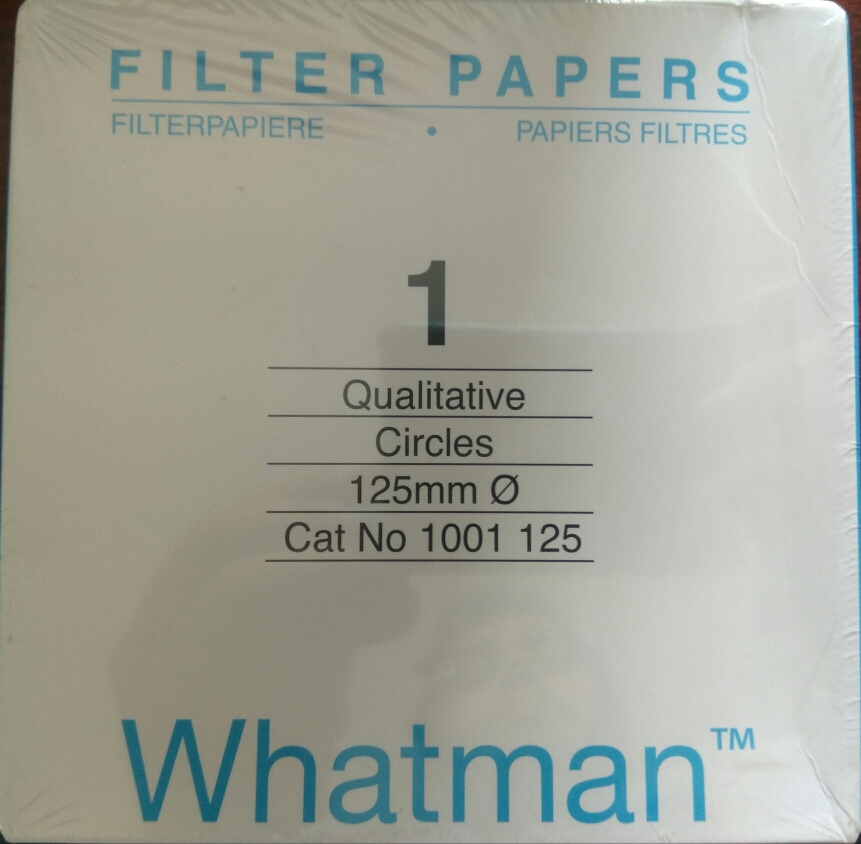 FILTER PAPERS
FILTERPAPIERE • PAPIERS FILTRES
1
Qualitative
Circles
125mm Ø
Cat No 1001 125
Whatman™